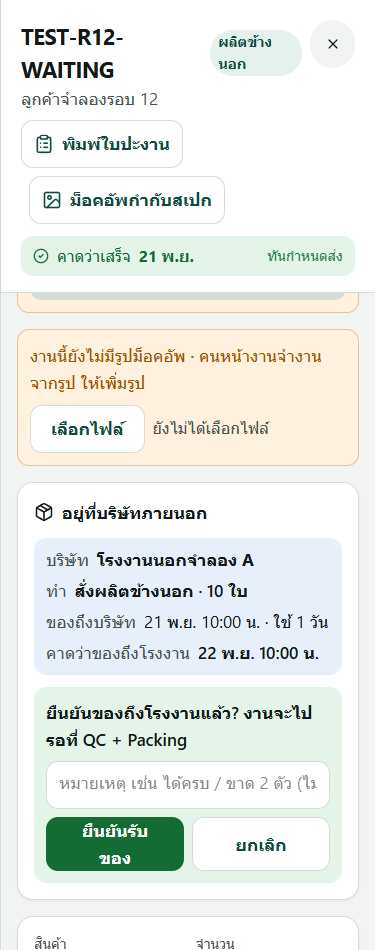 TEST-R12-
WAITING
ผลิตข้าง
นอก
ลูกค้าจำลองรอบ 12
พิมพ์ใบปะงาน
ม็อคอัพกำกับสเปก
คาดว่าเสร็จ 21 พ.ย.
ทันกำหนดส่ง
งานนี้ยังไม่มีรูปม็อคอัพ · คนหน้างานจำงาน
จากรูป ให้เพิ่มรูป
เลือกไฟล์ ยังไม่ได้เลือกไฟล์
อยู่ที่บริษัทภายนอก
บริษัท โรงงานนอกจำลอง A
ทำ สั่งผลิตข้างนอก · 10 ใบ
ของถึงบริษัท 21 พ.ย. 10:00 น. · ใช้ 1 วัน
คาดว่าของถึงโรงงาน 22 พ.ย. 10:00 น.
ยืนยันของถึงโรงงานแล้ว? งานจะไป
รอที่ QC + Packing
หมายเหตุ เช่น ได้ครบ / ขาด 2 ตัว (ไม่
ยืนยันรับ
ของ
ยกเลิก
สินค้า
จำนวน